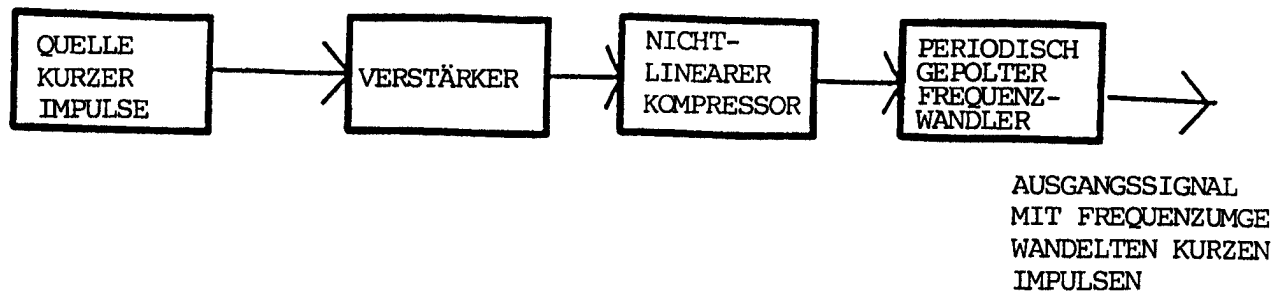 QUELLE
KURZER
IMPULSE
VERSTÄRKER
NICHT-
LINEARER
KOMPRESSOR
PERIODISCH
GEPOLTER
FREQUENZ-
WANDLER
AUSGANGSSIGNAL
MIT FREQUENZUMGE
WANDELTEN KURZEN
IMPULSEN